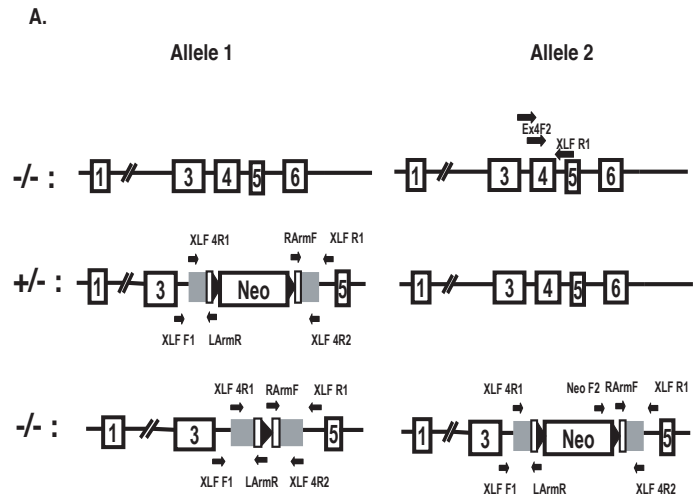 A.
Allele 1 Allele 2
Ex4F2
XLF R1
-/- : 1 3 4 5 6 1 3 4 5 6
XLF 4R1 RArmF XLF R1
+/- : 1 3 Neo 5 1 3 4 5 6
XLF F1 LArmR XLF 4R2
XLF 4R1 RArmF XLF R1 XLF 4R1 Neo F2 RArmF XLF R1
-/- : 1 3 5 1 3 Neo 5
XLF F1 LArmR XLF 4R2 XLF F1 LArmR XLF 4R2